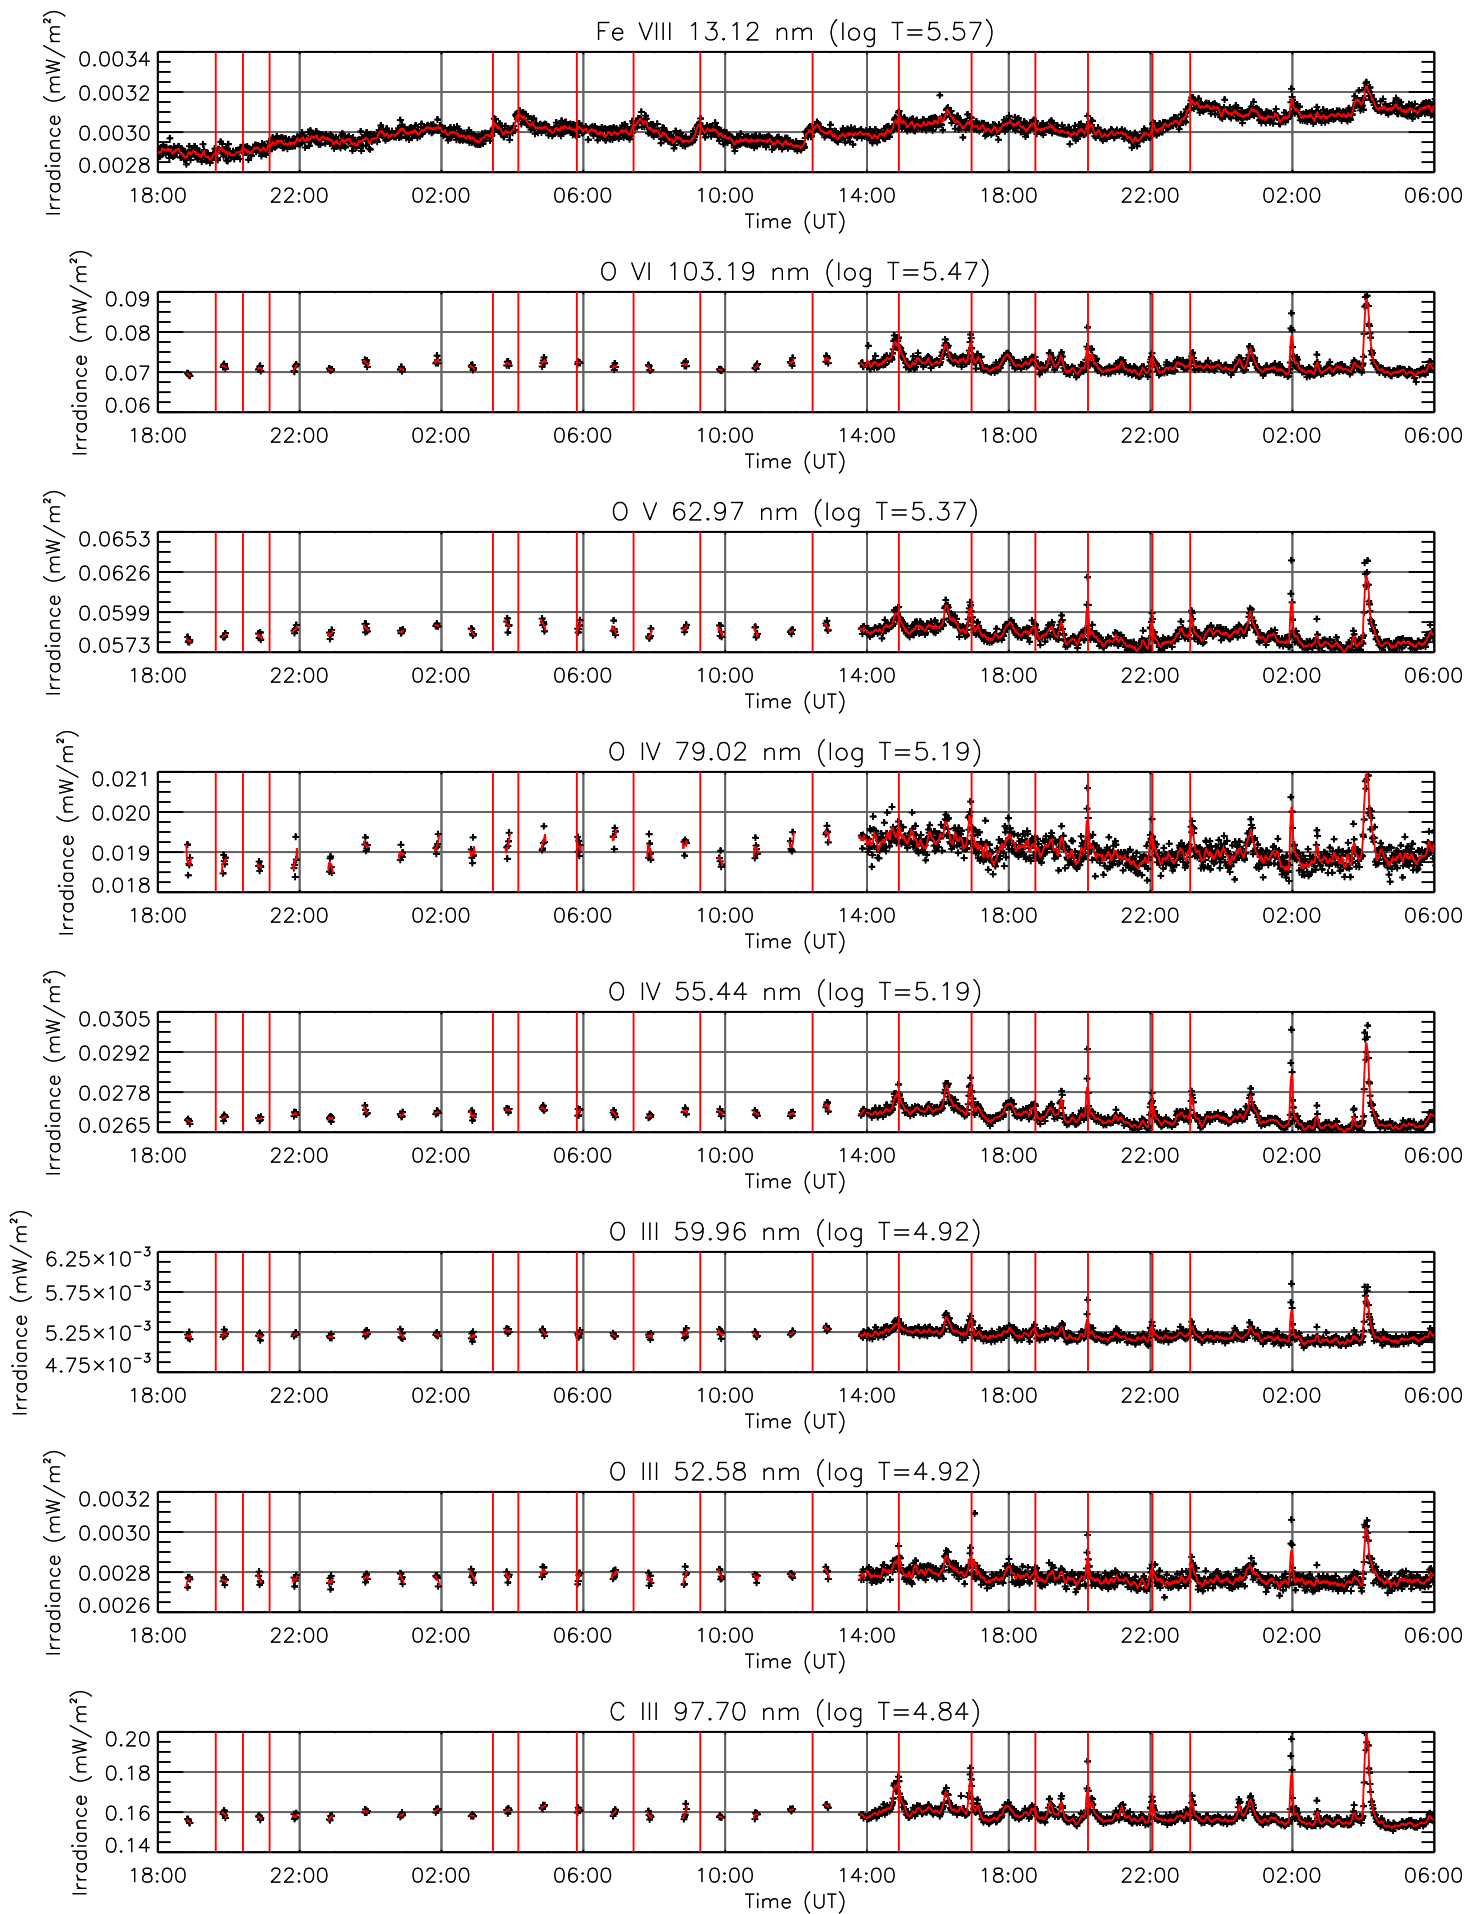 Fe VIII 13.12 nm (log T=5.57)
Irradiance (mW/m²)
0.0034
0.0032
0.0030
0.0028
18:00 22:00 02:00 06:00 10:00 14:00 18:00 22:00 02:00 06:00
Time (UT)
O VI 103.19 nm (log T=5.47)
Irradiance (mW/m²)
0.09
0.08
0.07
0.06
18:00 22:00 02:00 06:00 10:00 14:00 18:00 22:00 02:00 06:00
Time (UT)
O V 62.97 nm (log T=5.37)
Irradiance (mW/m²)
0.0653
0.0626
0.0599
0.0573
18:00 22:00 02:00 06:00 10:00 14:00 18:00 22:00 02:00 06:00
Time (UT)
O IV 79.02 nm (log T=5.19)
Irradiance (mW/m²)
0.021
0.020
0.019
0.018
18:00 22:00 02:00 06:00 10:00 14:00 18:00 22:00 02:00 06:00
Time (UT)
O IV 55.44 nm (log T=5.19)
Irradiance (mW/m²)
0.0305
0.0292
0.0278
0.0265
18:00 22:00 02:00 06:00 10:00 14:00 18:00 22:00 02:00 06:00
Time (UT)
O III 59.96 nm (log T=4.92)
Irradiance (mW/m²)
6.25×10⁻³
5.75×10⁻³
5.25×10⁻³
4.75×10⁻³
18:00 22:00 02:00 06:00 10:00 14:00 18:00 22:00 02:00 06:00
Time (UT)
O III 52.58 nm (log T=4.92)
Irradiance (mW/m²)
0.0032
0.0030
0.0028
0.0026
18:00 22:00 02:00 06:00 10:00 14:00 18:00 22:00 02:00 06:00
Time (UT)
C III 97.70 nm (log T=4.84)
Irradiance (mW/m²)
0.20
0.18
0.16
0.14
18:00 22:00 02:00 06:00 10:00 14:00 18:00 22:00 02:00 06:00
Time (UT)